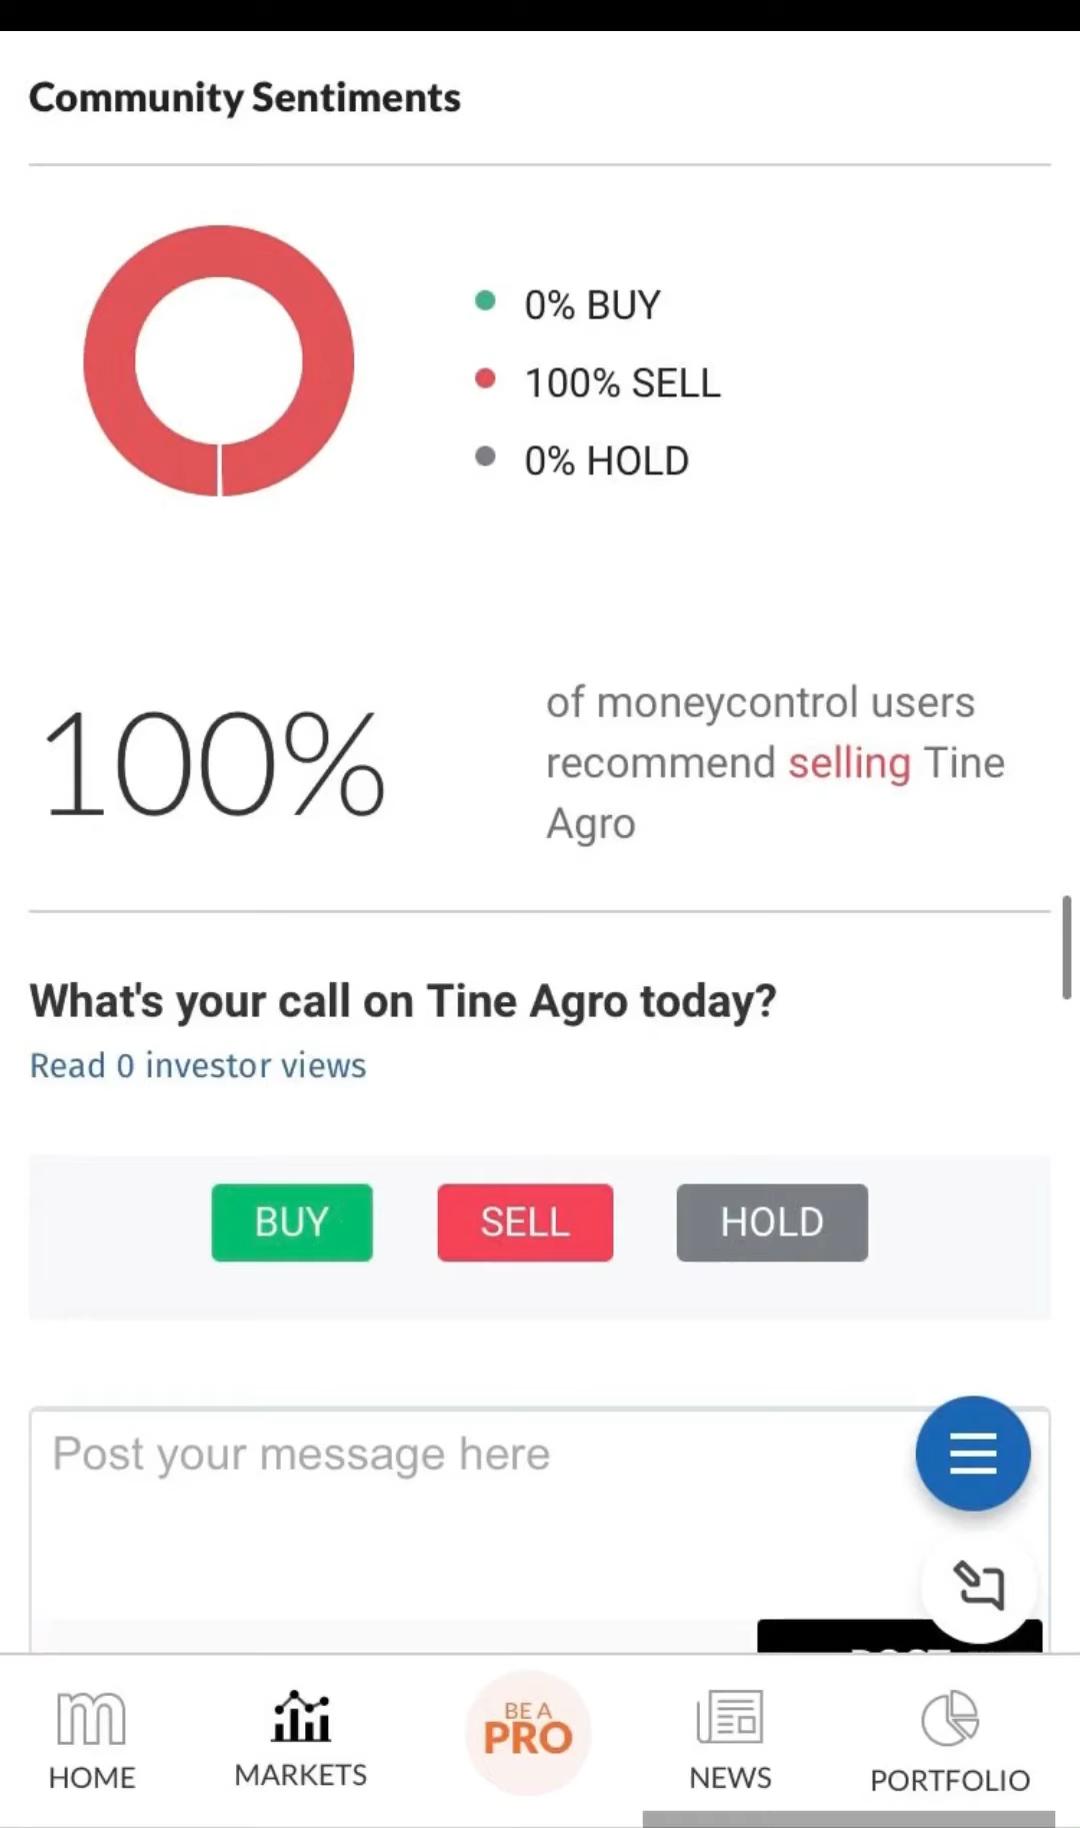 Community Sentiments
0% BUY
100% SELL
0% HOLD
100%
of moneycontrol users
recommend selling Tine
Agro
What's your call on Tine Agro today?
Read 0 investor views
BUY SELL HOLD
Post your message here
m
BE A
PRO
HOME MARKETS NEWS PORTFOLIO